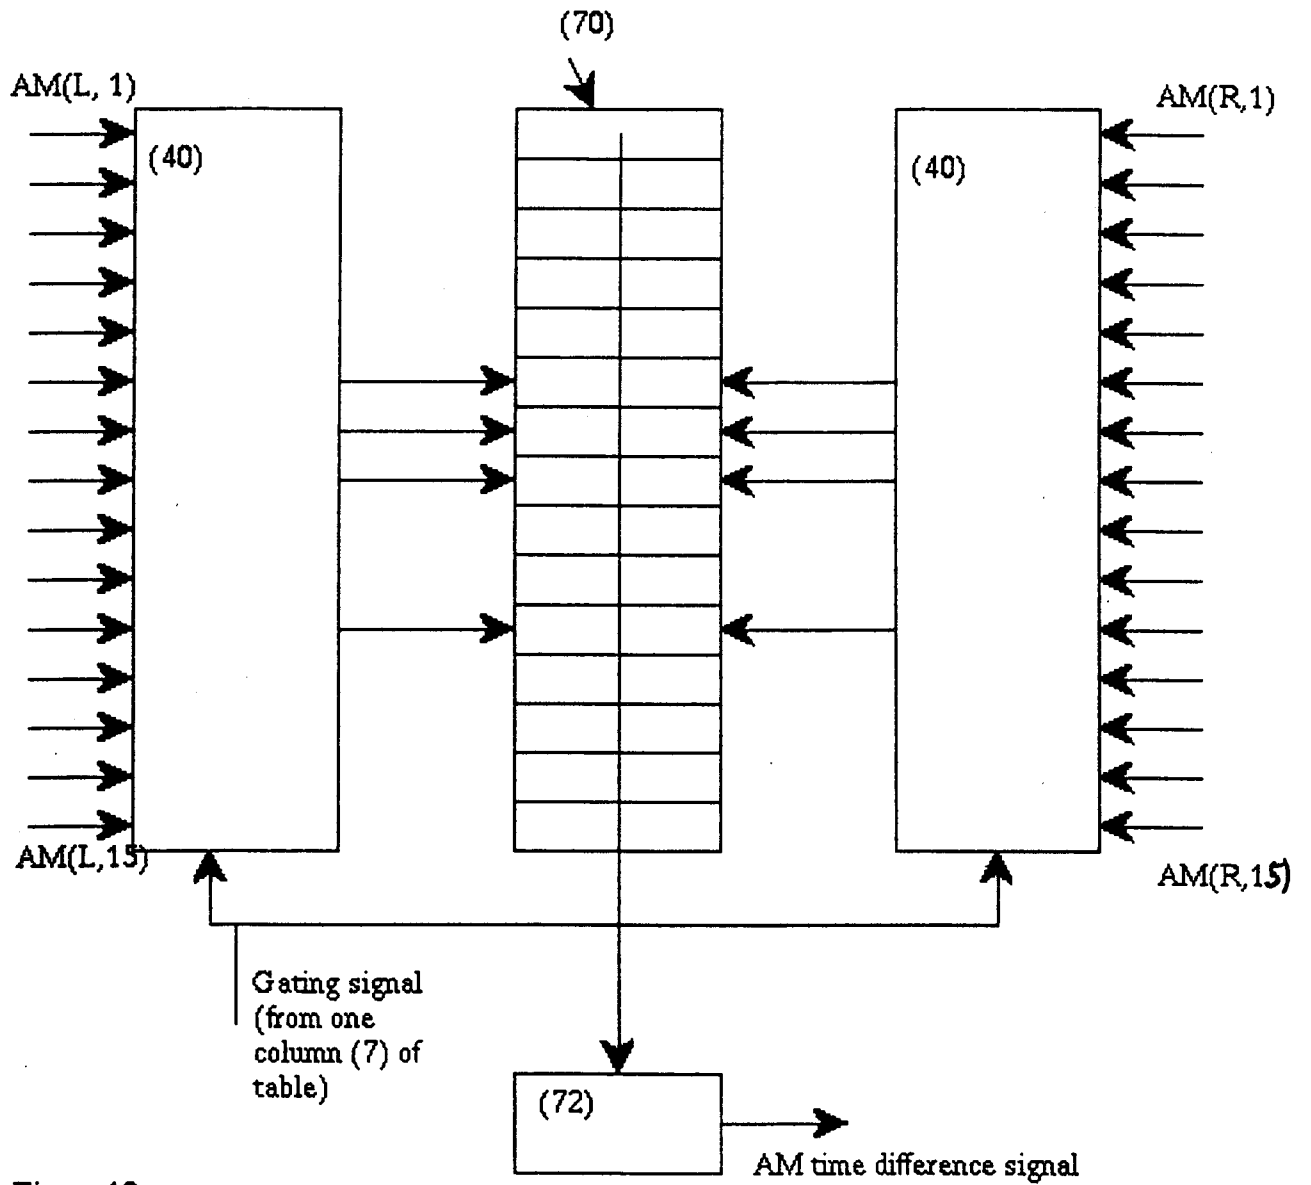 (70)
AM(L, 1)
AM(R,1)
(40)
(40)
AM(L,15)
AM(R,15)
Gating signal
(from one
column (7) of
table)
(72)
AM time difference signal